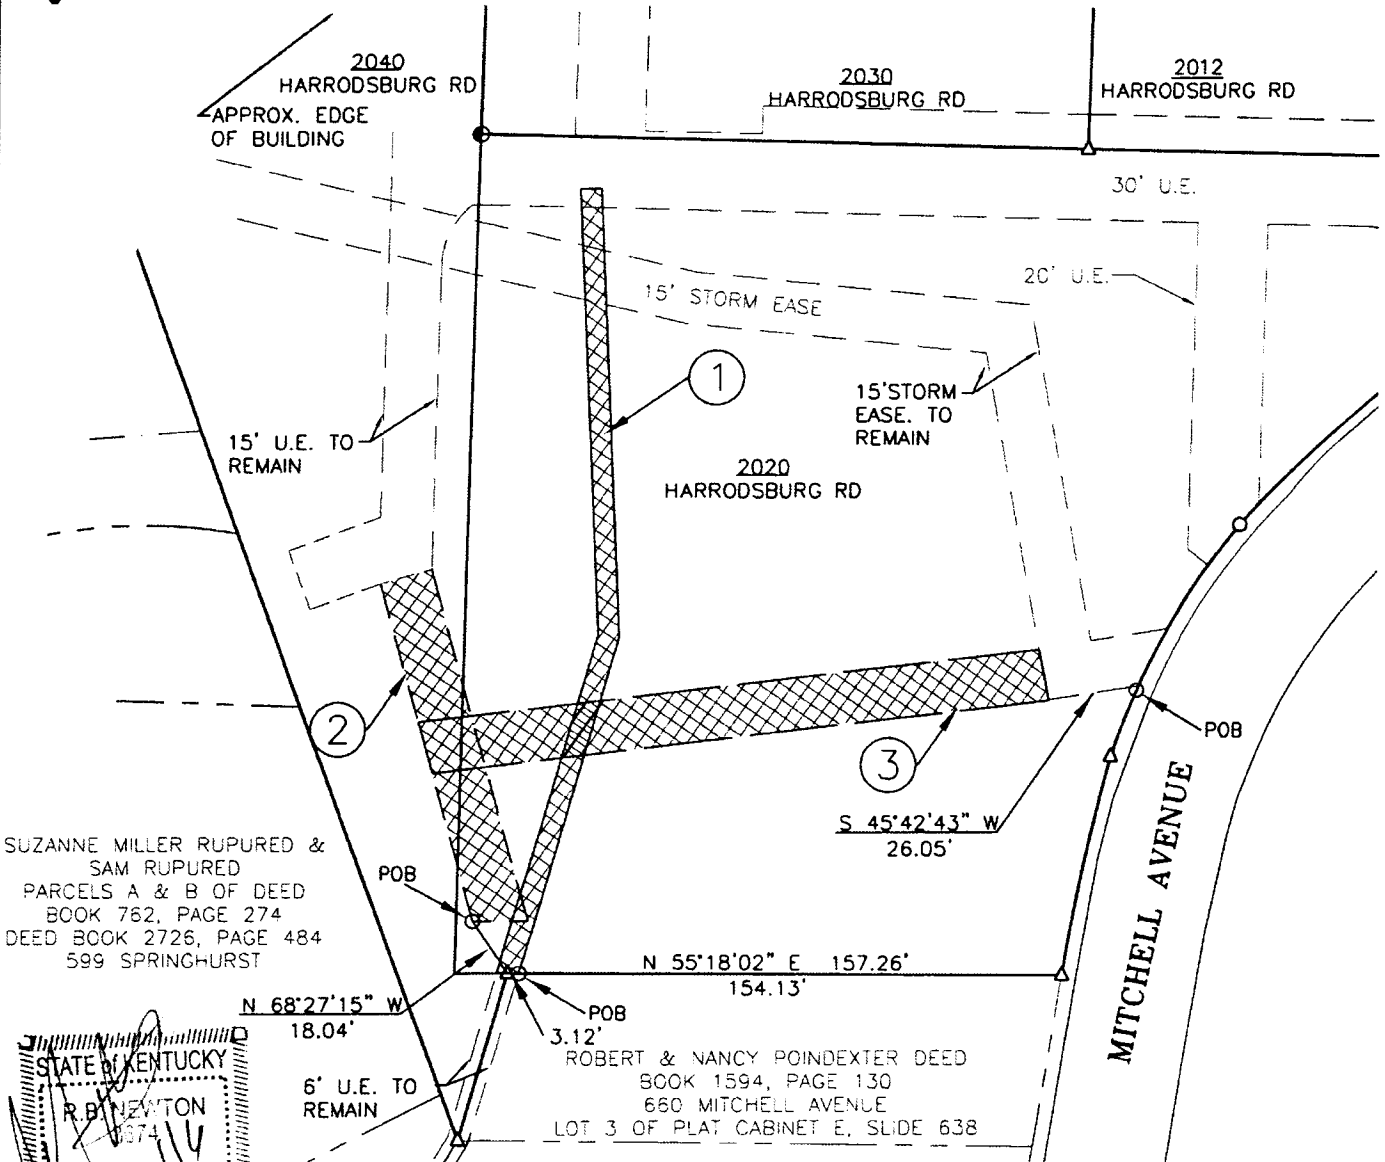 2040
HARRODSBURG RD
2030
HARRODSBURG RD
2012
HARRODSBURG RD
APPROX. EDGE
OF BUILDING
30' U.E.
20' U.E.
15' STORM EASE
1
15'STORM
EASE. TO
REMAIN
15' U.E. TO
REMAIN
2020
HARRODSBURG RD
2
3
POB
S 45°42'43" W
26.05'
MITCHELL AVENUE
SUZANNE MILLER RUPURED &
SAM RUPURED
PARCELS A & B OF DEED
BOOK 762, PAGE 274
DEED BOOK 2726, PAGE 484
599 SPRINGHURST
POB
N 55°18'02" E 157.26'
154.13'
N 68°27'15" W
18.04'
POB
3.12'
ROBERT & NANCY POINDEXTER DEED
BOOK 1594, PAGE 130
660 MITCHELL AVENUE
LOT 3 OF PLAT CABINET E, SLIDE 638
6' U.E. TO
REMAIN
STATE of KENTUCKY
R.B. NEWTON